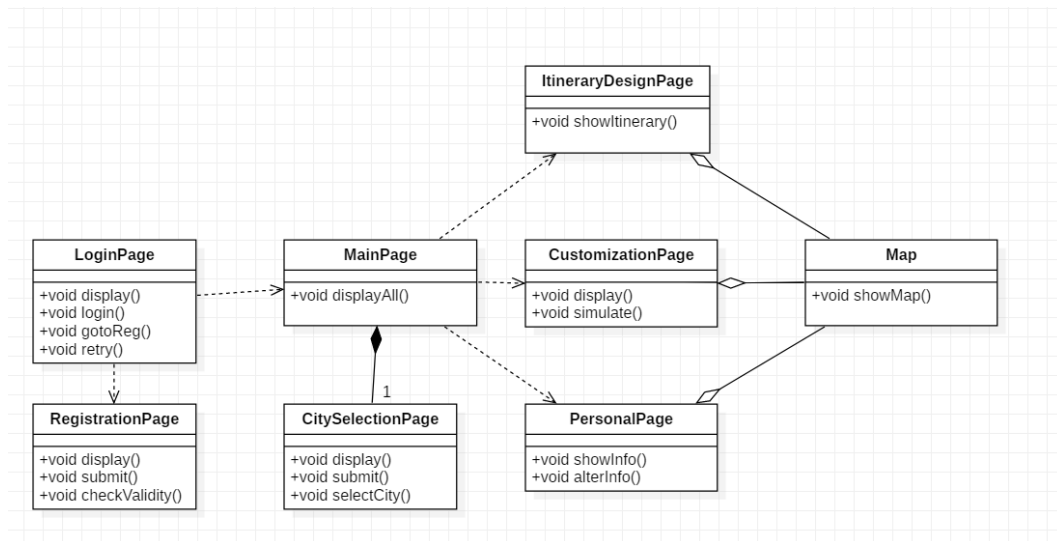 ItineraryDesignPage
+void showItinerary()
LoginPage
+void display()
+void login()
+void gotoReg()
+void retry()
MainPage
+void displayAll()
CustomizationPage
+void display()
+void simulate()
Map
+void showMap()
1
RegistrationPage
+void display()
+void submit()
+void checkValidity()
CitySelectionPage
+void display()
+void submit()
+void selectCity()
PersonalPage
+void showInfo()
+void alterInfo()